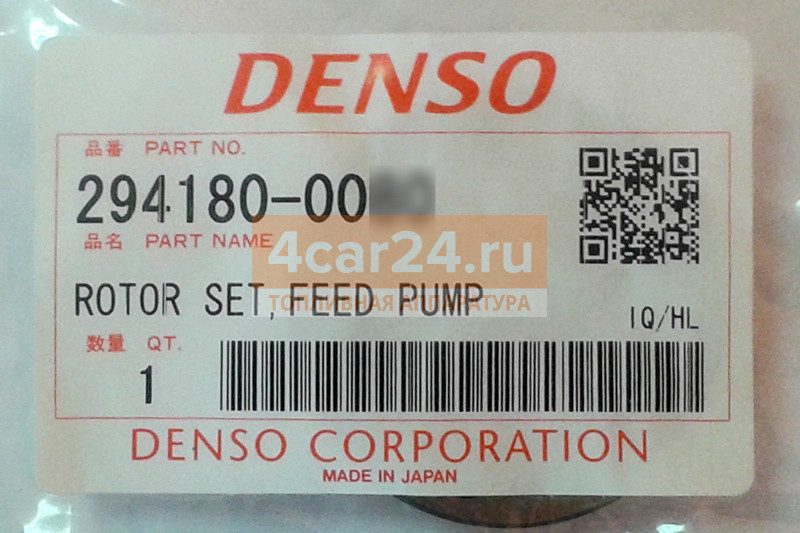 DENSO
品番 PART NO.
294180-00
品名 PART NAME
4car24.ru
ROTOR SET, FEED PUMP
ТОПЛИВНАЯ АППАРАТУРА
1Q/HL
数量 QT.
1
DENSO CORPORATION
MADE IN JAPAN